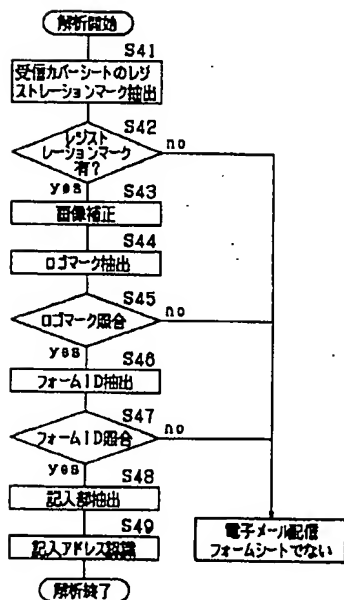 解析開始
S41
受信カバーシートのレジ
ストレーションマーク抽出
S42
レジスト
レーションマーク
有?
no
yes
S43
画像補正
S44
ロゴマーク抽出
S45
ロゴマーク照合
no
yes
S46
フォームID抽出
S47
フォームID照合
no
yes
S48
記入部抽出
S49
記入アドレス認識
電子メール配信
フォームシートでない
解析終了